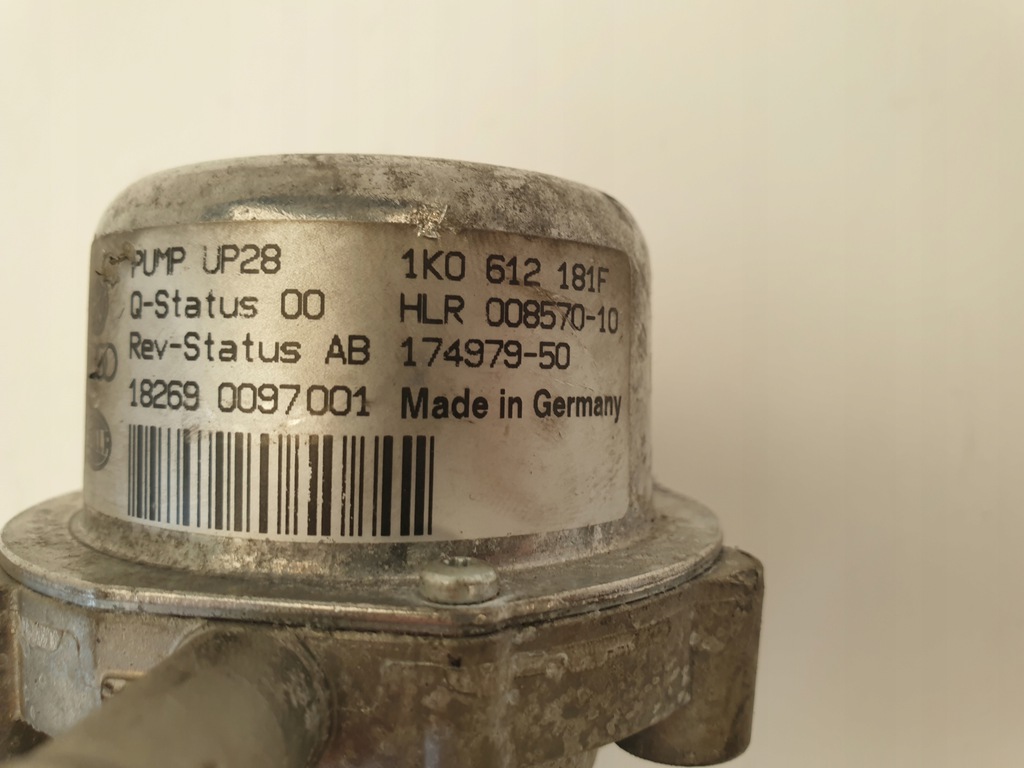 PUMP UP28 1K0 612 181F
Q-Status 00 HLR 008570-10
Rev-Status AB 174979-50
18269 0097001 Made in Germany